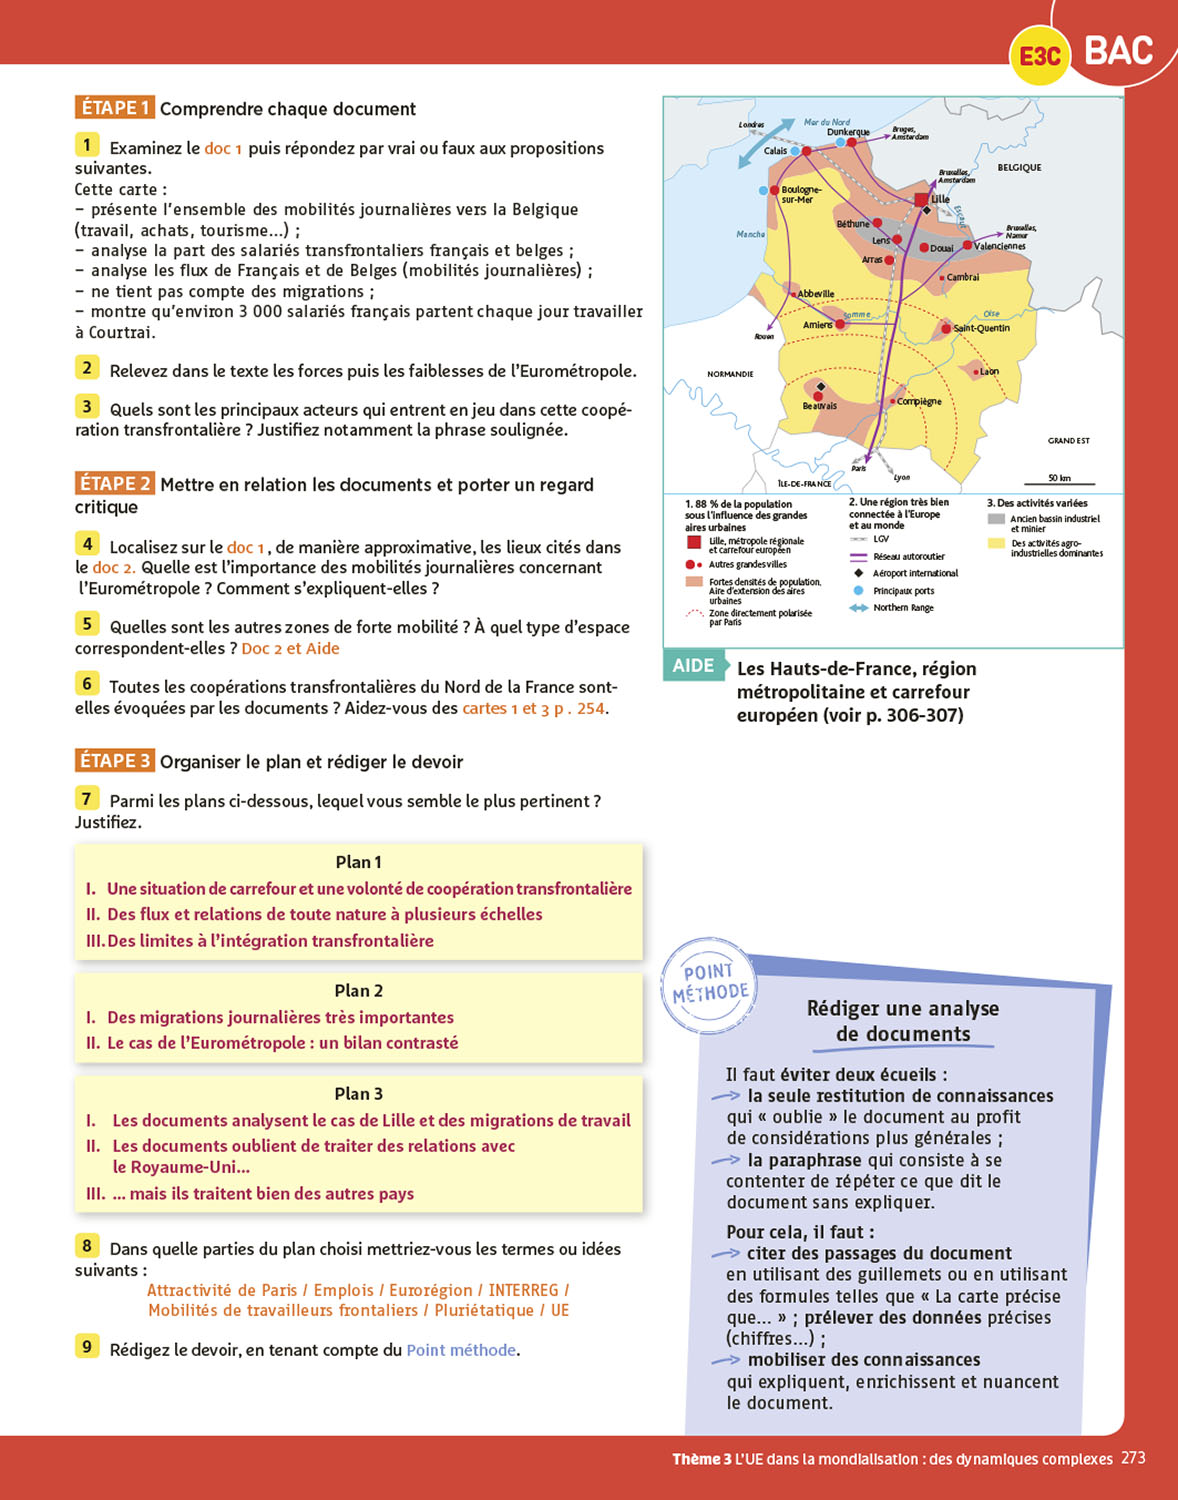 E3C
BAC
ÉTAPE 1 Comprendre chaque document
1 Examinez le doc 1 puis répondez par vrai ou faux aux propositions
suivantes.
Cette carte :
– présente l'ensemble des mobilités journalières vers la Belgique
(travail, achats, tourisme...) ;
– analyse la part des salariés transfrontaliers français et belges ;
– analyse les flux de Français et de Belges (mobilités journalières) ;
– ne tient pas compte des migrations ;
– montre qu'environ 3 000 salariés français partent chaque jour travailler
à Courtrai.
2 Relevez dans le texte les forces puis les faiblesses de l'Eurométropole.
3 Quels sont les principaux acteurs qui entrent en jeu dans cette coopé-
ration transfrontalière ? Justifiez notamment la phrase soulignée.
ÉTAPE 2 Mettre en relation les documents et porter un regard
critique
4 Localisez sur le doc 1 , de manière approximative, les lieux cités dans
le doc 2. Quelle est l'importance des mobilités journalières concernant
l'Eurométropole ? Comment s'expliquent-elles ?
5 Quelles sont les autres zones de forte mobilité ? À quel type d'espace
correspondent-elles ? Doc 2 et Aide
6 Toutes les coopérations transfrontalières du Nord de la France sont-
elles évoquées par les documents ? Aidez-vous des cartes 1 et 3 p . 254.
ÉTAPE 3 Organiser le plan et rédiger le devoir
7 Parmi les plans ci-dessous, lequel vous semble le plus pertinent ?
Justifiez.
Plan 1
I. Une situation de carrefour et une volonté de coopération transfrontalière
II. Des flux et relations de toute nature à plusieurs échelles
III. Des limites à l'intégration transfrontalière
Plan 2
I. Des migrations journalières très importantes
II. Le cas de l'Eurométropole : un bilan contrasté
Plan 3
I. Les documents analysent le cas de Lille et des migrations de travail
II. Les documents oublient de traiter des relations avec
le Royaume-Uni...
III. ... mais ils traitent bien des autres pays
8 Dans quelle parties du plan choisi mettriez-vous les termes ou idées
suivants :
Attractivité de Paris / Emplois / Eurorégion / INTERREG /
Mobilités de travailleurs frontaliers / Pluriétatique / UE
9 Rédigez le devoir, en tenant compte du Point méthode.
Londres
Mer du Nord
Dunkerque
Bruges,
Amsterdam
Calais
BELGIQUE
Bruxelles,
Amsterdam
Boulogne-
sur-Mer
Lille
Escaut
Béthune
Manche
Lens
Douai
Valenciennes
Bruxelles,
Namur
Arras
Cambrai
Abbeville
Amiens
Somme
Oise
Saint-Quentin
Rouen
NORMANDIE
Laon
Beauvais
Compiègne
GRAND EST
Paris
Lyon
ÎLE-DE-FRANCE
50 km
1. 88 % de la population
sous l'influence des grandes
aires urbaines
Lille, métropole régionale
et carrefour européen
Autres grandes villes
Fortes densités de population,
Aire d'extension des aires
urbaines
Zone directement polarisée
par Paris
2. Une région très bien
connectée à l'Europe
et au monde
LGV
Réseau autoroutier
Aéroport international
Principaux ports
Northern Range
3. Des activités variées
Ancien bassin industriel
et minier
Des activités agro-
industrielles dominantes
AIDE Les Hauts-de-France, région
métropolitaine et carrefour
européen (voir p. 306-307)
POINT
MÉTHODE
Rédiger une analyse
de documents
Il faut éviter deux écueils :
la seule restitution de connaissances
qui « oublie » le document au profit
de considérations plus générales ;
la paraphrase qui consiste à se
contenter de répéter ce que dit le
document sans expliquer.
Pour cela, il faut :
citer des passages du document
en utilisant des guillemets ou en utilisant
des formules telles que « La carte précise
que... » ; prélever des données précises
(chiffres...) ;
mobiliser des connaissances
qui expliquent, enrichissent et nuancent
le document.
Thème 3 L'UE dans la mondialisation : des dynamiques complexes 273